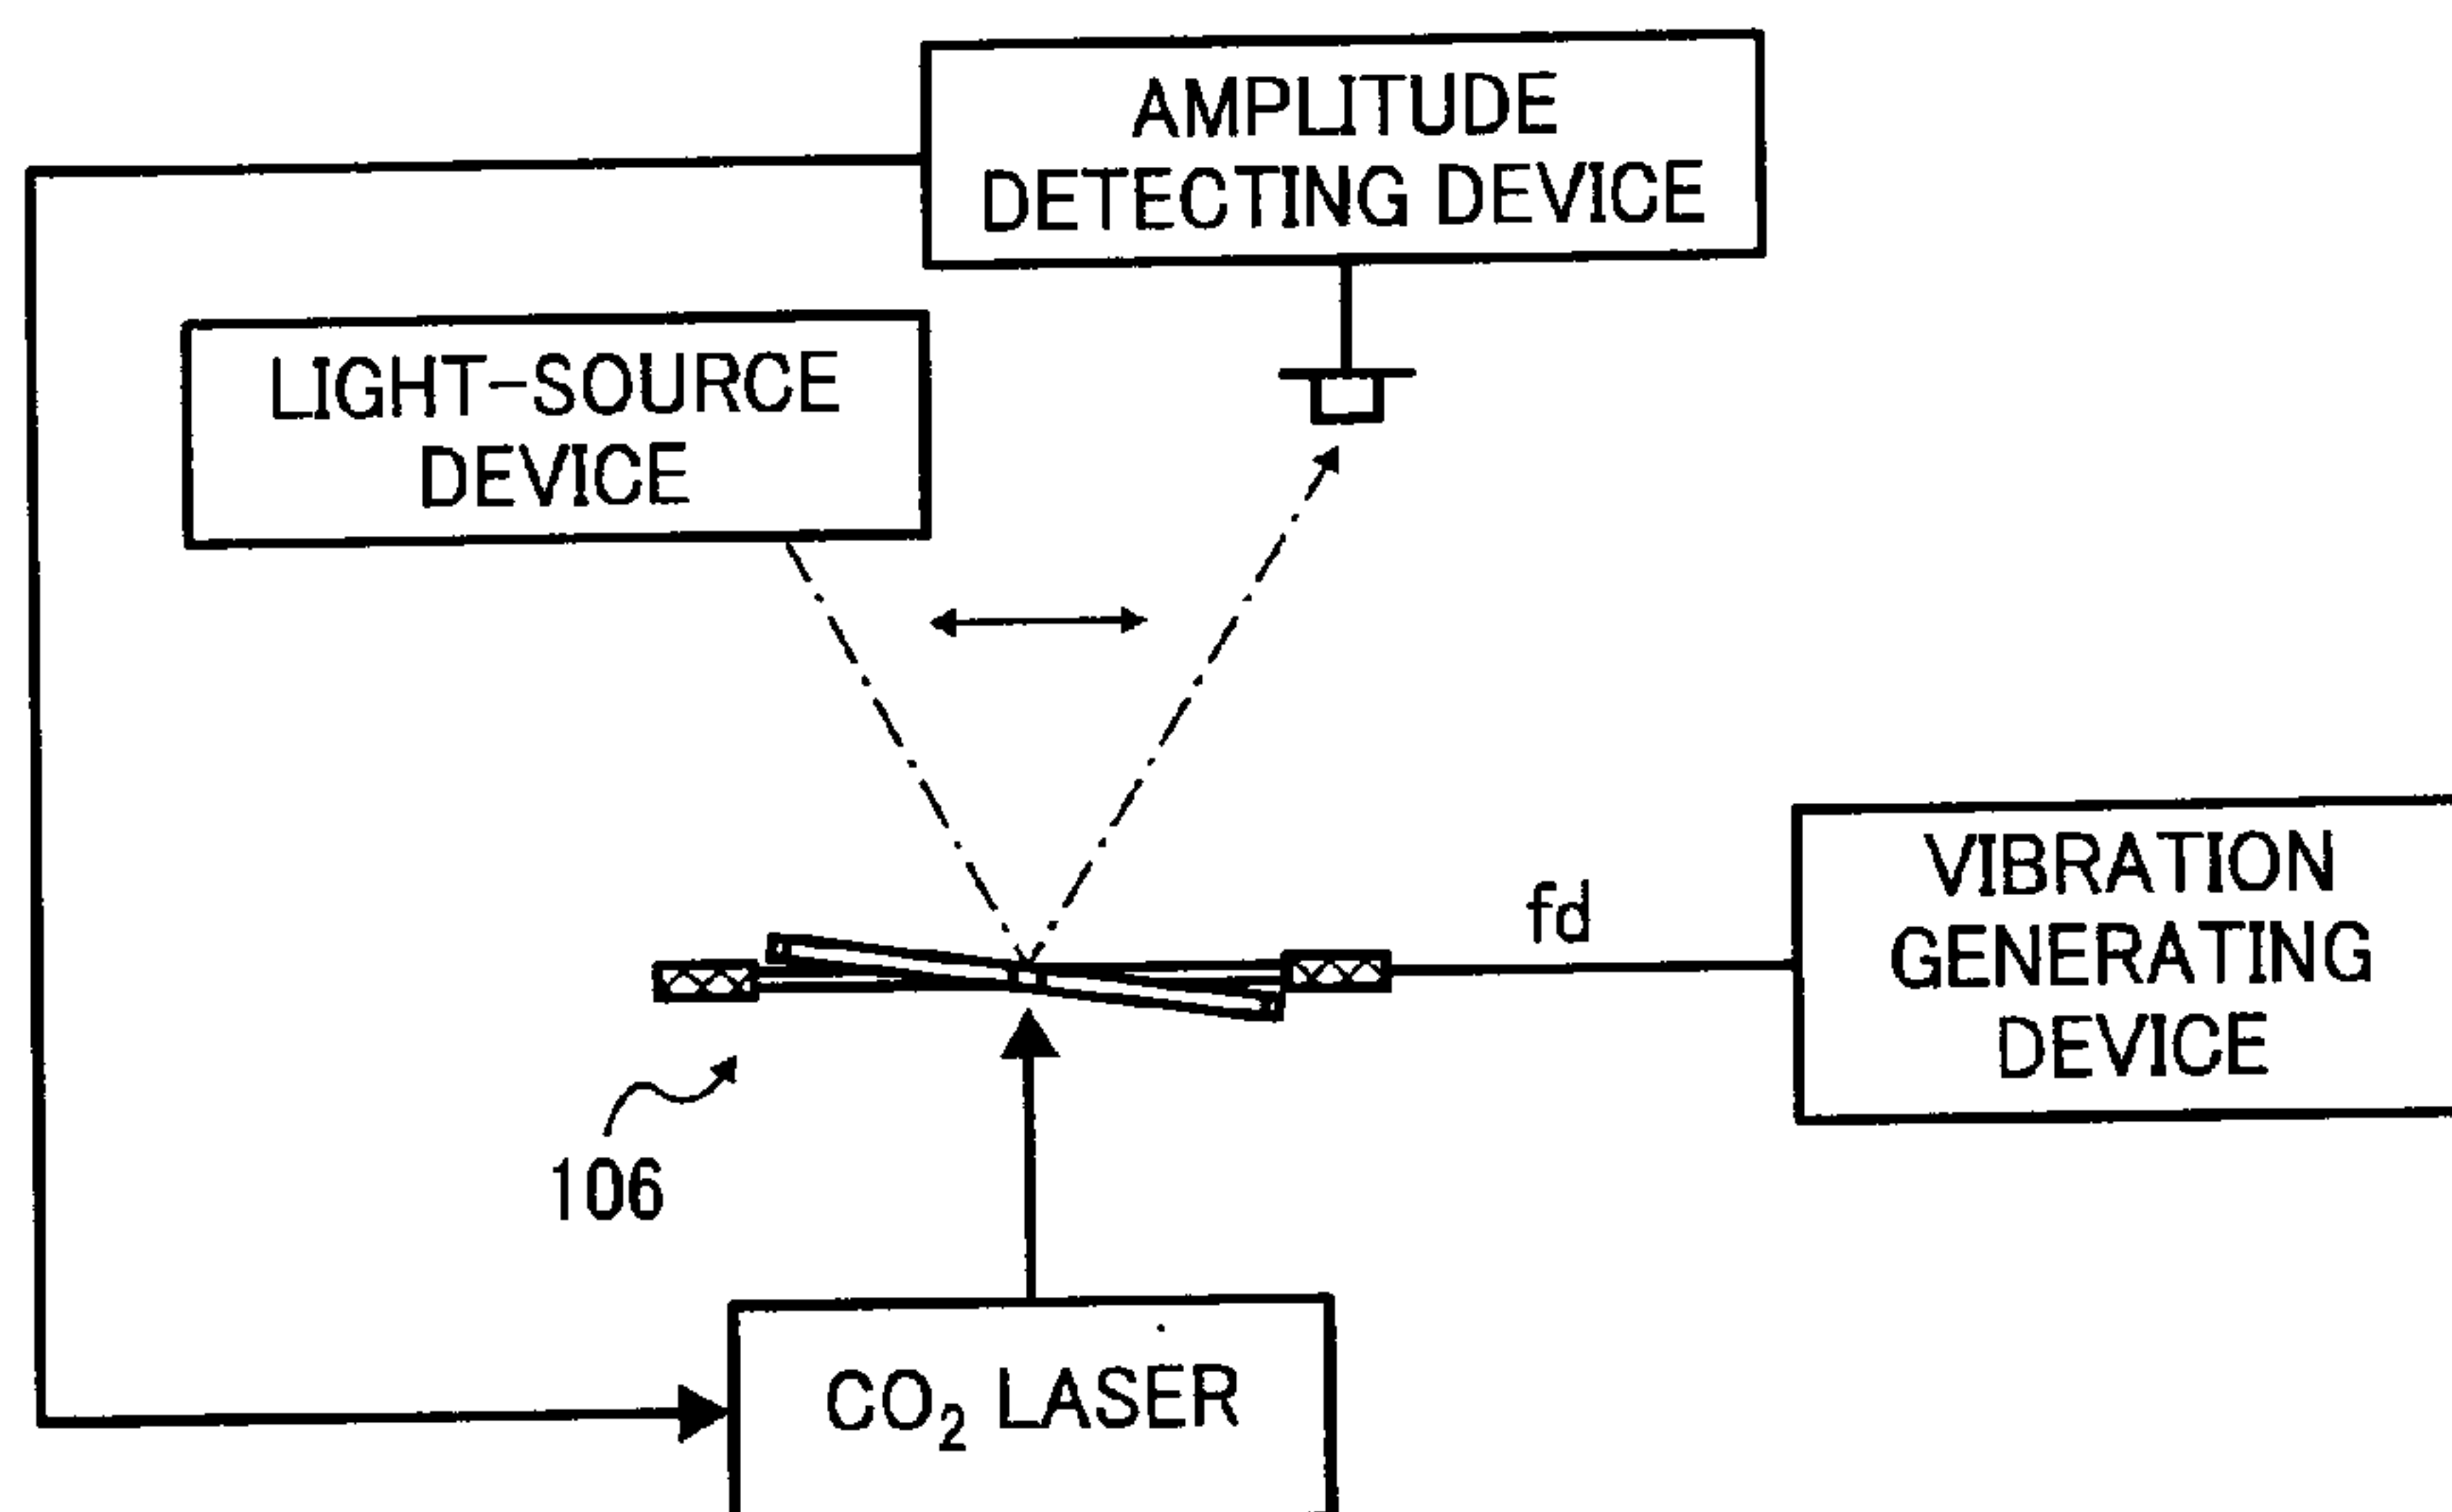 AMPLITUDE
DETECTING DEVICE
LIGHT-SOURCE
DEVICE
fd
VIBRATION
GENERATING
DEVICE
106
CO₂ LASER